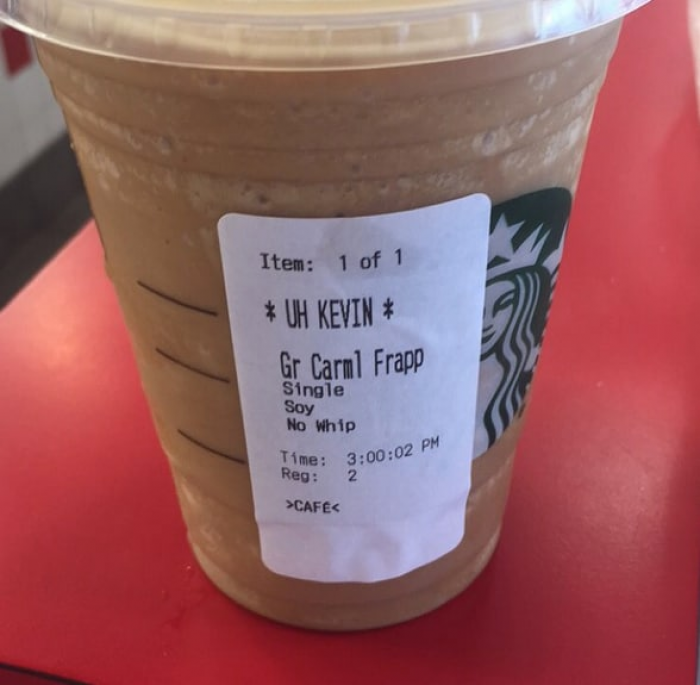 Item: 1 of 1
* UH KEVIN *
Gr Carml Frapp
Single
Soy
No Whip
Time: 3:00:02 PM
Reg: 2
>CAFÉ<